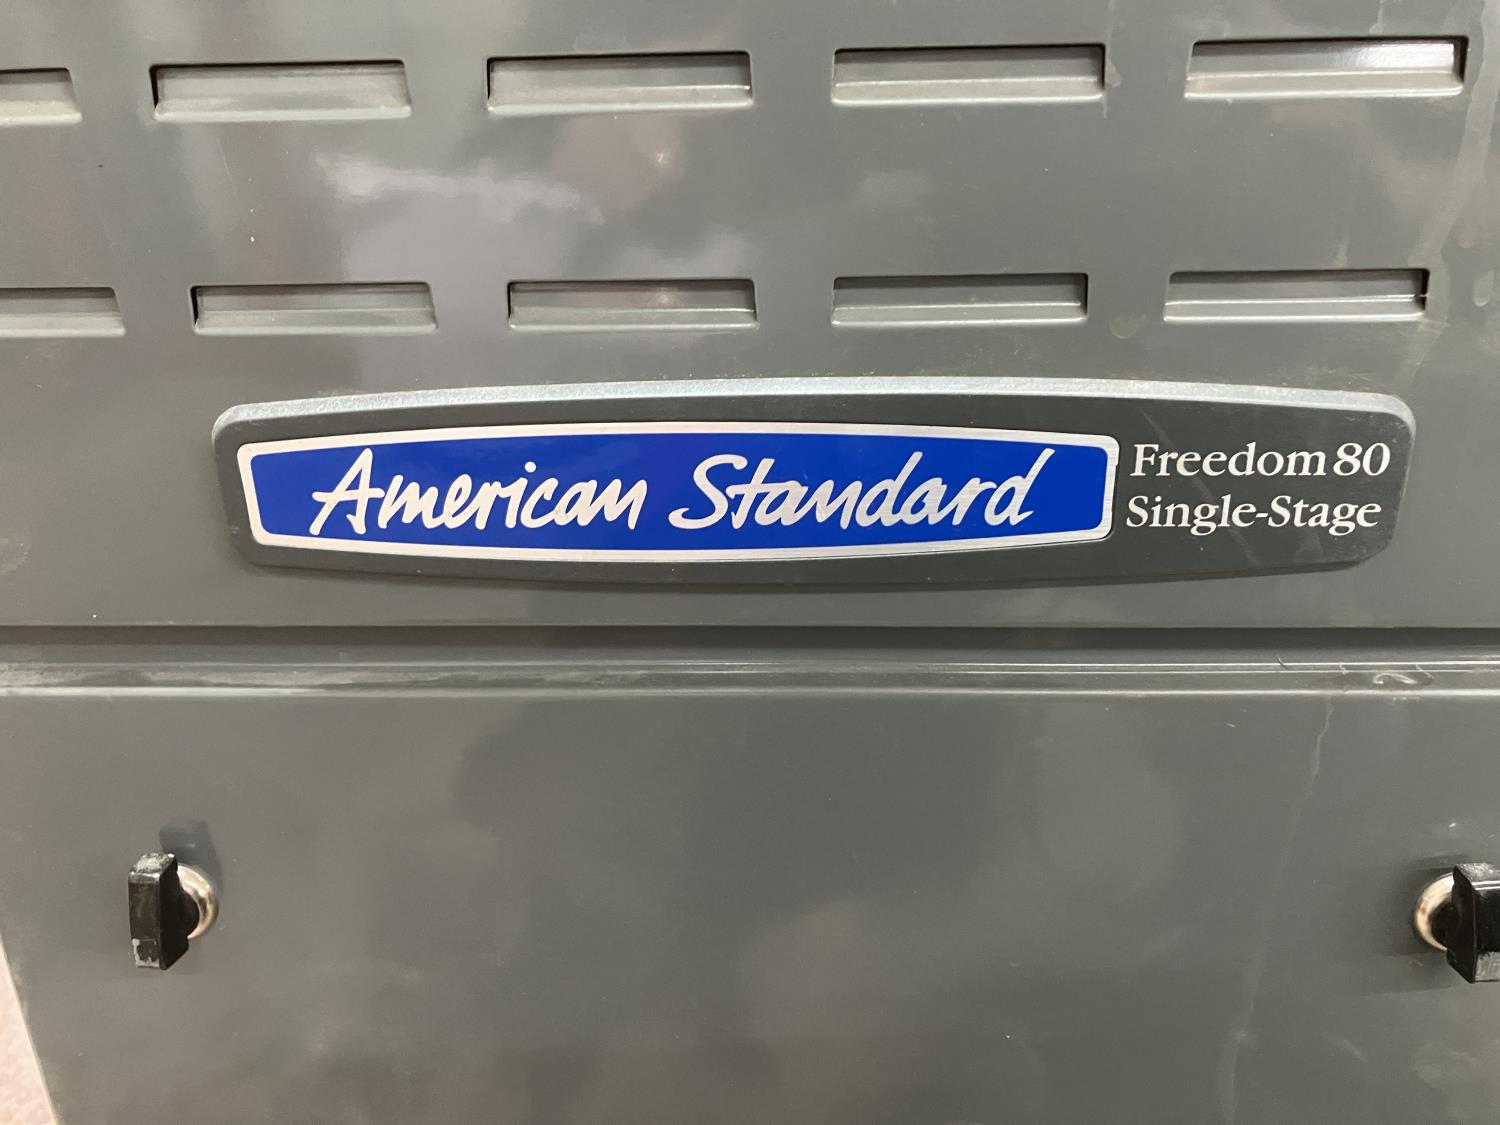 American Standard
Freedom 80
Single-Stage